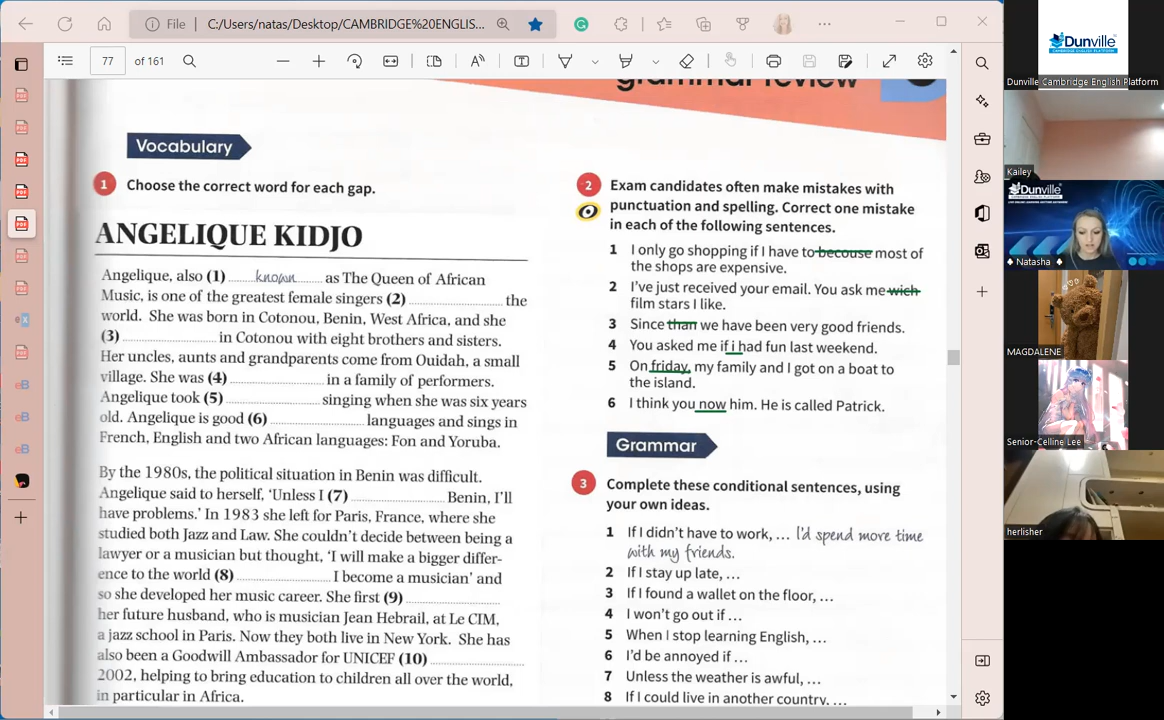 File
C:/Users/natas/Desktop/CAMBRIDGE%20ENGLIS...
77 of 161
grammar review
Vocabulary
1 Choose the correct word for each gap.
ANGELIQUE KIDJO
Angelique, also (1) ....known.... as The Queen of African
Music, is one of the greatest female singers (2) .................... the
world. She was born in Cotonou, Benin, West Africa, and she
(3) .................... in Cotonou with eight brothers and sisters.
Her uncles, aunts and grandparents come from Ouidah, a small
village. She was (4) .................... in a family of performers.
Angelique took (5) .................... singing when she was six years
old. Angelique is good (6) .................... languages and sings in
French, English and two African languages: Fon and Yoruba.
By the 1980s, the political situation in Benin was difficult.
Angelique said to herself, 'Unless I (7) .................... Benin, I'll
have problems.' In 1983 she left for Paris, France, where she
studied both Jazz and Law. She couldn't decide between being a
lawyer or a musician but thought, 'I will make a bigger differ-
ence to the world (8) .................... I become a musician' and
so she developed her music career. She first (9) ....................
her future husband, who is musician Jean Hebrail, at Le CIM,
a jazz school in Paris. Now they both live in New York. She has
also been a Goodwill Ambassador for UNICEF (10) ....................
2002, helping to bring education to children all over the world,
in particular in Africa.
2 Exam candidates often make mistakes with
punctuation and spelling. Correct one mistake
in each of the following sentences.
1 I only go shopping if I have to becouse most of
the shops are expensive.
2 I've just received your email. You ask me wich
film stars I like.
3 Since than we have been very good friends.
4 You asked me if i had fun last weekend.
5 On friday, my family and I got on a boat to
the island.
6 I think you now him. He is called Patrick.
Grammar
3 Complete these conditional sentences, using
your own ideas.
1 If I didn't have to work, ... I'd spend more time
with my friends.
2 If I stay up late, ...
3 If I found a wallet on the floor, ...
4 I won't go out if ...
5 When I stop learning English, ...
6 I'd be annoyed if ...
7 Unless the weather is awful, ...
8 If I could live in another country, ...
Dunville
CAMBRIDGE ENGLISH PLATFORM
Dunville Cambridge English Platform
Kailey
Dunville
Natasha
MAGDALENE
Senior-Celline Lee
herlisher